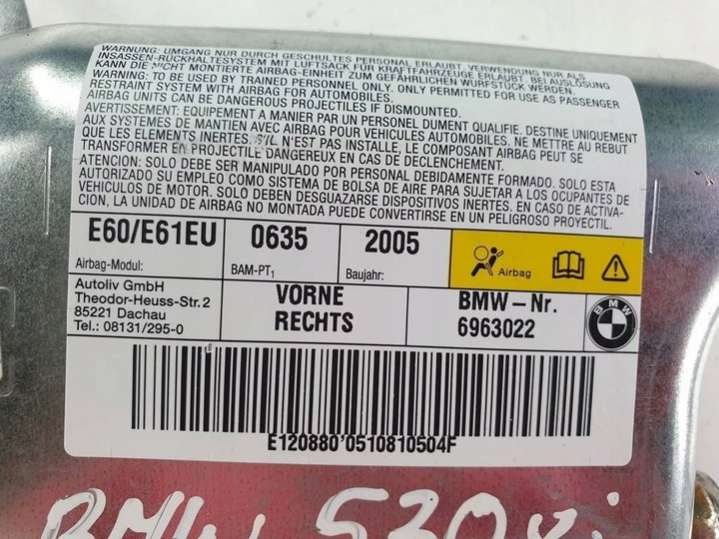 WARNUNG: UMGANG NUR DURCH GESCHULTES PERSONAL ERLAUBT, VERWENDUNG NUR ALS
INSASSEN-RÜCKHALTESYSTEM MIT LUFTSACK FÜR KRAFTFAHRZEUGE ERLAUBT. BEI AUSLÖSUNG
KANN DIE NICHT MONTIERTE AIRBAG-EINHEIT ZUM GEFÄHRLICHEN WURFSTÜCK WERDEN.
WARNING: TO BE USED BY TRAINED PERSONNEL ONLY. ONLY PERMITTED FOR USE AS PASSENGER
RESTRAINT SYSTEM WITH AIRBAG FOR AUTOMOBILES.
AIRBAG UNITS CAN BE DANGEROUS PROJECTILES IF DISMOUNTED.
AVERTISSEMENT: EQUIPEMENT A MANIER PAR UN PERSONNEL DUMENT QUALIFIE. DESTINE UNIQUEMENT
AUX SYSTEMES DE MANTIEN AVEC AIRBAG POUR VEHICULES AUTOMOBILES. NE METTRE AU REBUT
QUE LES ELEMENTS INERTES. S'IL N'EST PAS INSTALLE, LE COMPOSANT AIRBAG PEUT SE
TRANSFORMER EN PROJECTILE DANGEREUX EN CAS DE DECLENCHEMENT.
ATENCION: SOLO DEBE SER MANIPULADO POR PERSONAL DEBIDAMENTE FORMADO. SOLO ESTA
AUTORIZADO SU EMPLEO COMO SISTEMA DE BOLSA DE AIRE PARA SUJETAR A LOS OCUPANTES DE
VEHICULOS DE MOTOR. SOLO DEBEN DESGUAZARSE DISPOSITIVOS INERTES. EN CASO DE ACTIVA-
CION, LA UNIDAD DE AIRBAG NO MONTADA PUEDE CONVERTIRSE EN UN PELIGROSO PROYECTIL.
E60/E61EU 0635 2005
Airbag-Modul: BAM-PT1 Baujahr: Airbag
Autoliv GmbH
Theodor-Heuss-Str.2
85221 Dachau
Tel.: 08131/295-0
VORNE
RECHTS
BMW-Nr.
6963022
BMW
E120880'0510810504F
BMW 530xi